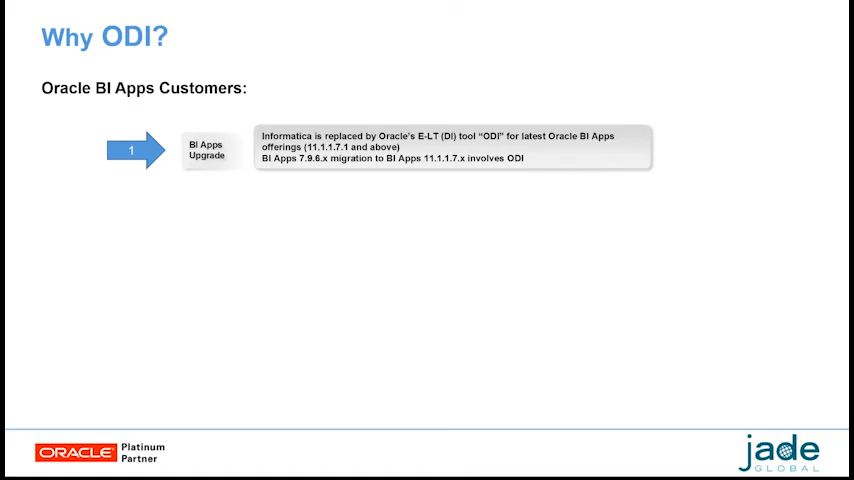 Why ODI?
Oracle BI Apps Customers:
1
BI Apps
Upgrade
Informatica is replaced by Oracle's E-LT (DI) tool "ODI" for latest Oracle BI Apps
offerings (11.1.1.7.1 and above)
BI Apps 7.9.6.x migration to BI Apps 11.1.1.7.x involves ODI
ORACLE
Platinum
Partner
jade
GLOBAL